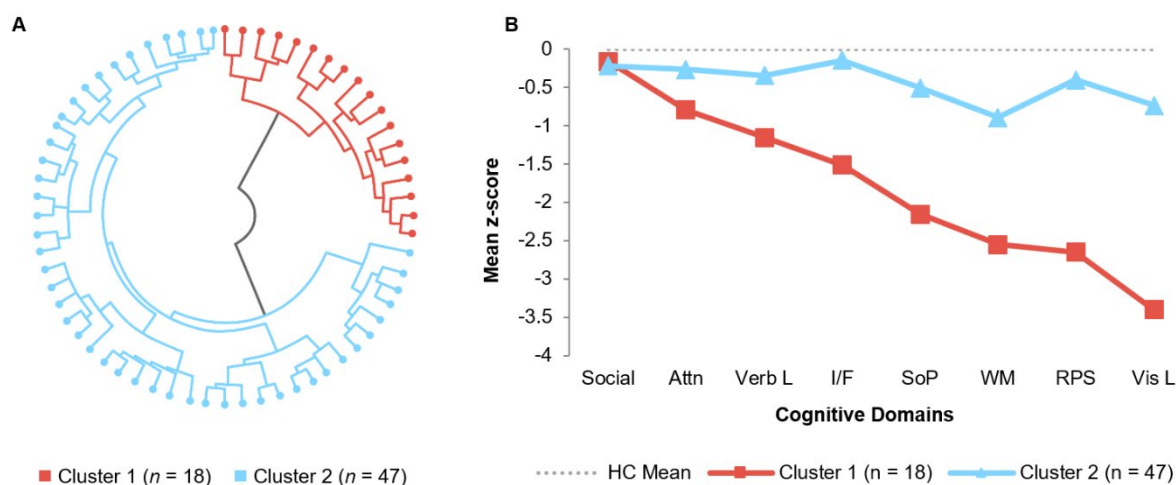 A
Cluster 1 (n = 18) Cluster 2 (n = 47)
B
Mean z-score
0
-0.5
-1
-1.5
-2
-2.5
-3
-3.5
-4
Social Attn Verb L I/F SoP WM RPS Vis L
Cognitive Domains
HC Mean Cluster 1 (n = 18) Cluster 2 (n = 47)